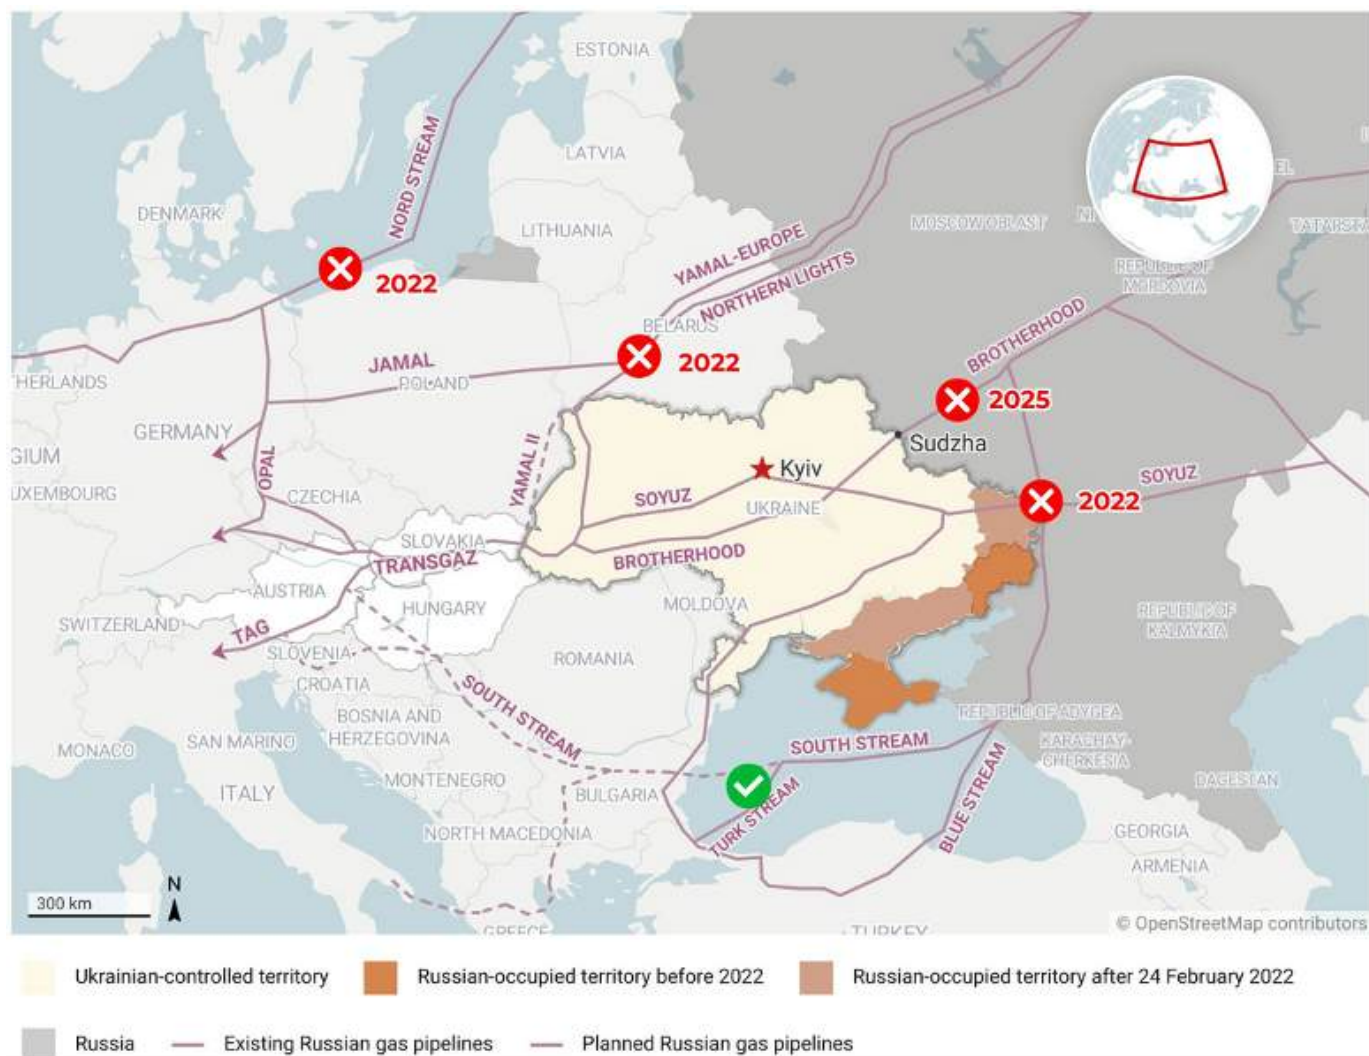 ESTONIA
LATVIA
LITHUANIA
DENMARK
NORD STREAM
2022
YAMAL-EUROPE
NORTHERN LIGHTS
BELARUS
2022
JAMAL
POLAND
MOSCOW OBLAST
REPUBLIC OF
MORDOVIA
EL
TATARSTA
BROTHERHOOD
2025
Sudzha
SOYUZ
2022
THERLANDS
GERMANY
GIUM
UXEMBOURG
OPAL
CZECHIA
YAMAL II
Kyiv
SOYUZ
UKRAINE
BROTHERHOOD
SLOVAKIA
TRANSGAZ
AUSTRIA
HUNGARY
MOLDOVA
SWITZERLAND
TAG
SLOVENIA
ROMANIA
CROATIA
REPUBLIC OF
KALMYKIA
SOUTH STREAM
BOSNIA AND
HERZEGOVINA
MONACO
SAN MARINO
MONTENEGRO
ITALY
BULGARIA
NORTH MACEDONIA
GREECE
SOUTH STREAM
TURK STREAM
BLUE STREAM
REPUBLIC OF ADYGEA
KARACHAY-
CHERKESIA
DAGESTAN
GEORGIA
ARMENIA
TURKEY
300 km
N
© OpenStreetMap contributors
Ukrainian-controlled territory
Russian-occupied territory before 2022
Russian-occupied territory after 24 February 2022
Russia
Existing Russian gas pipelines
Planned Russian gas pipelines